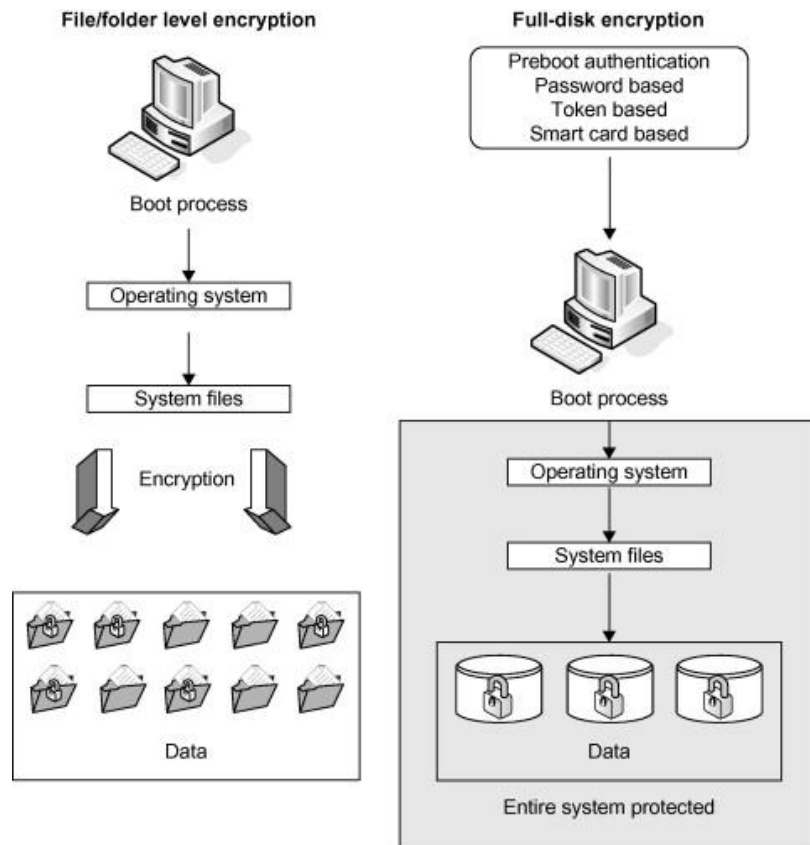 File/folder level encryption
Boot process
Operating system
System files
Encryption
Data
Full-disk encryption
Preboot authentication
Password based
Token based
Smart card based
Boot process
Operating system
System files
Data
Entire system protected